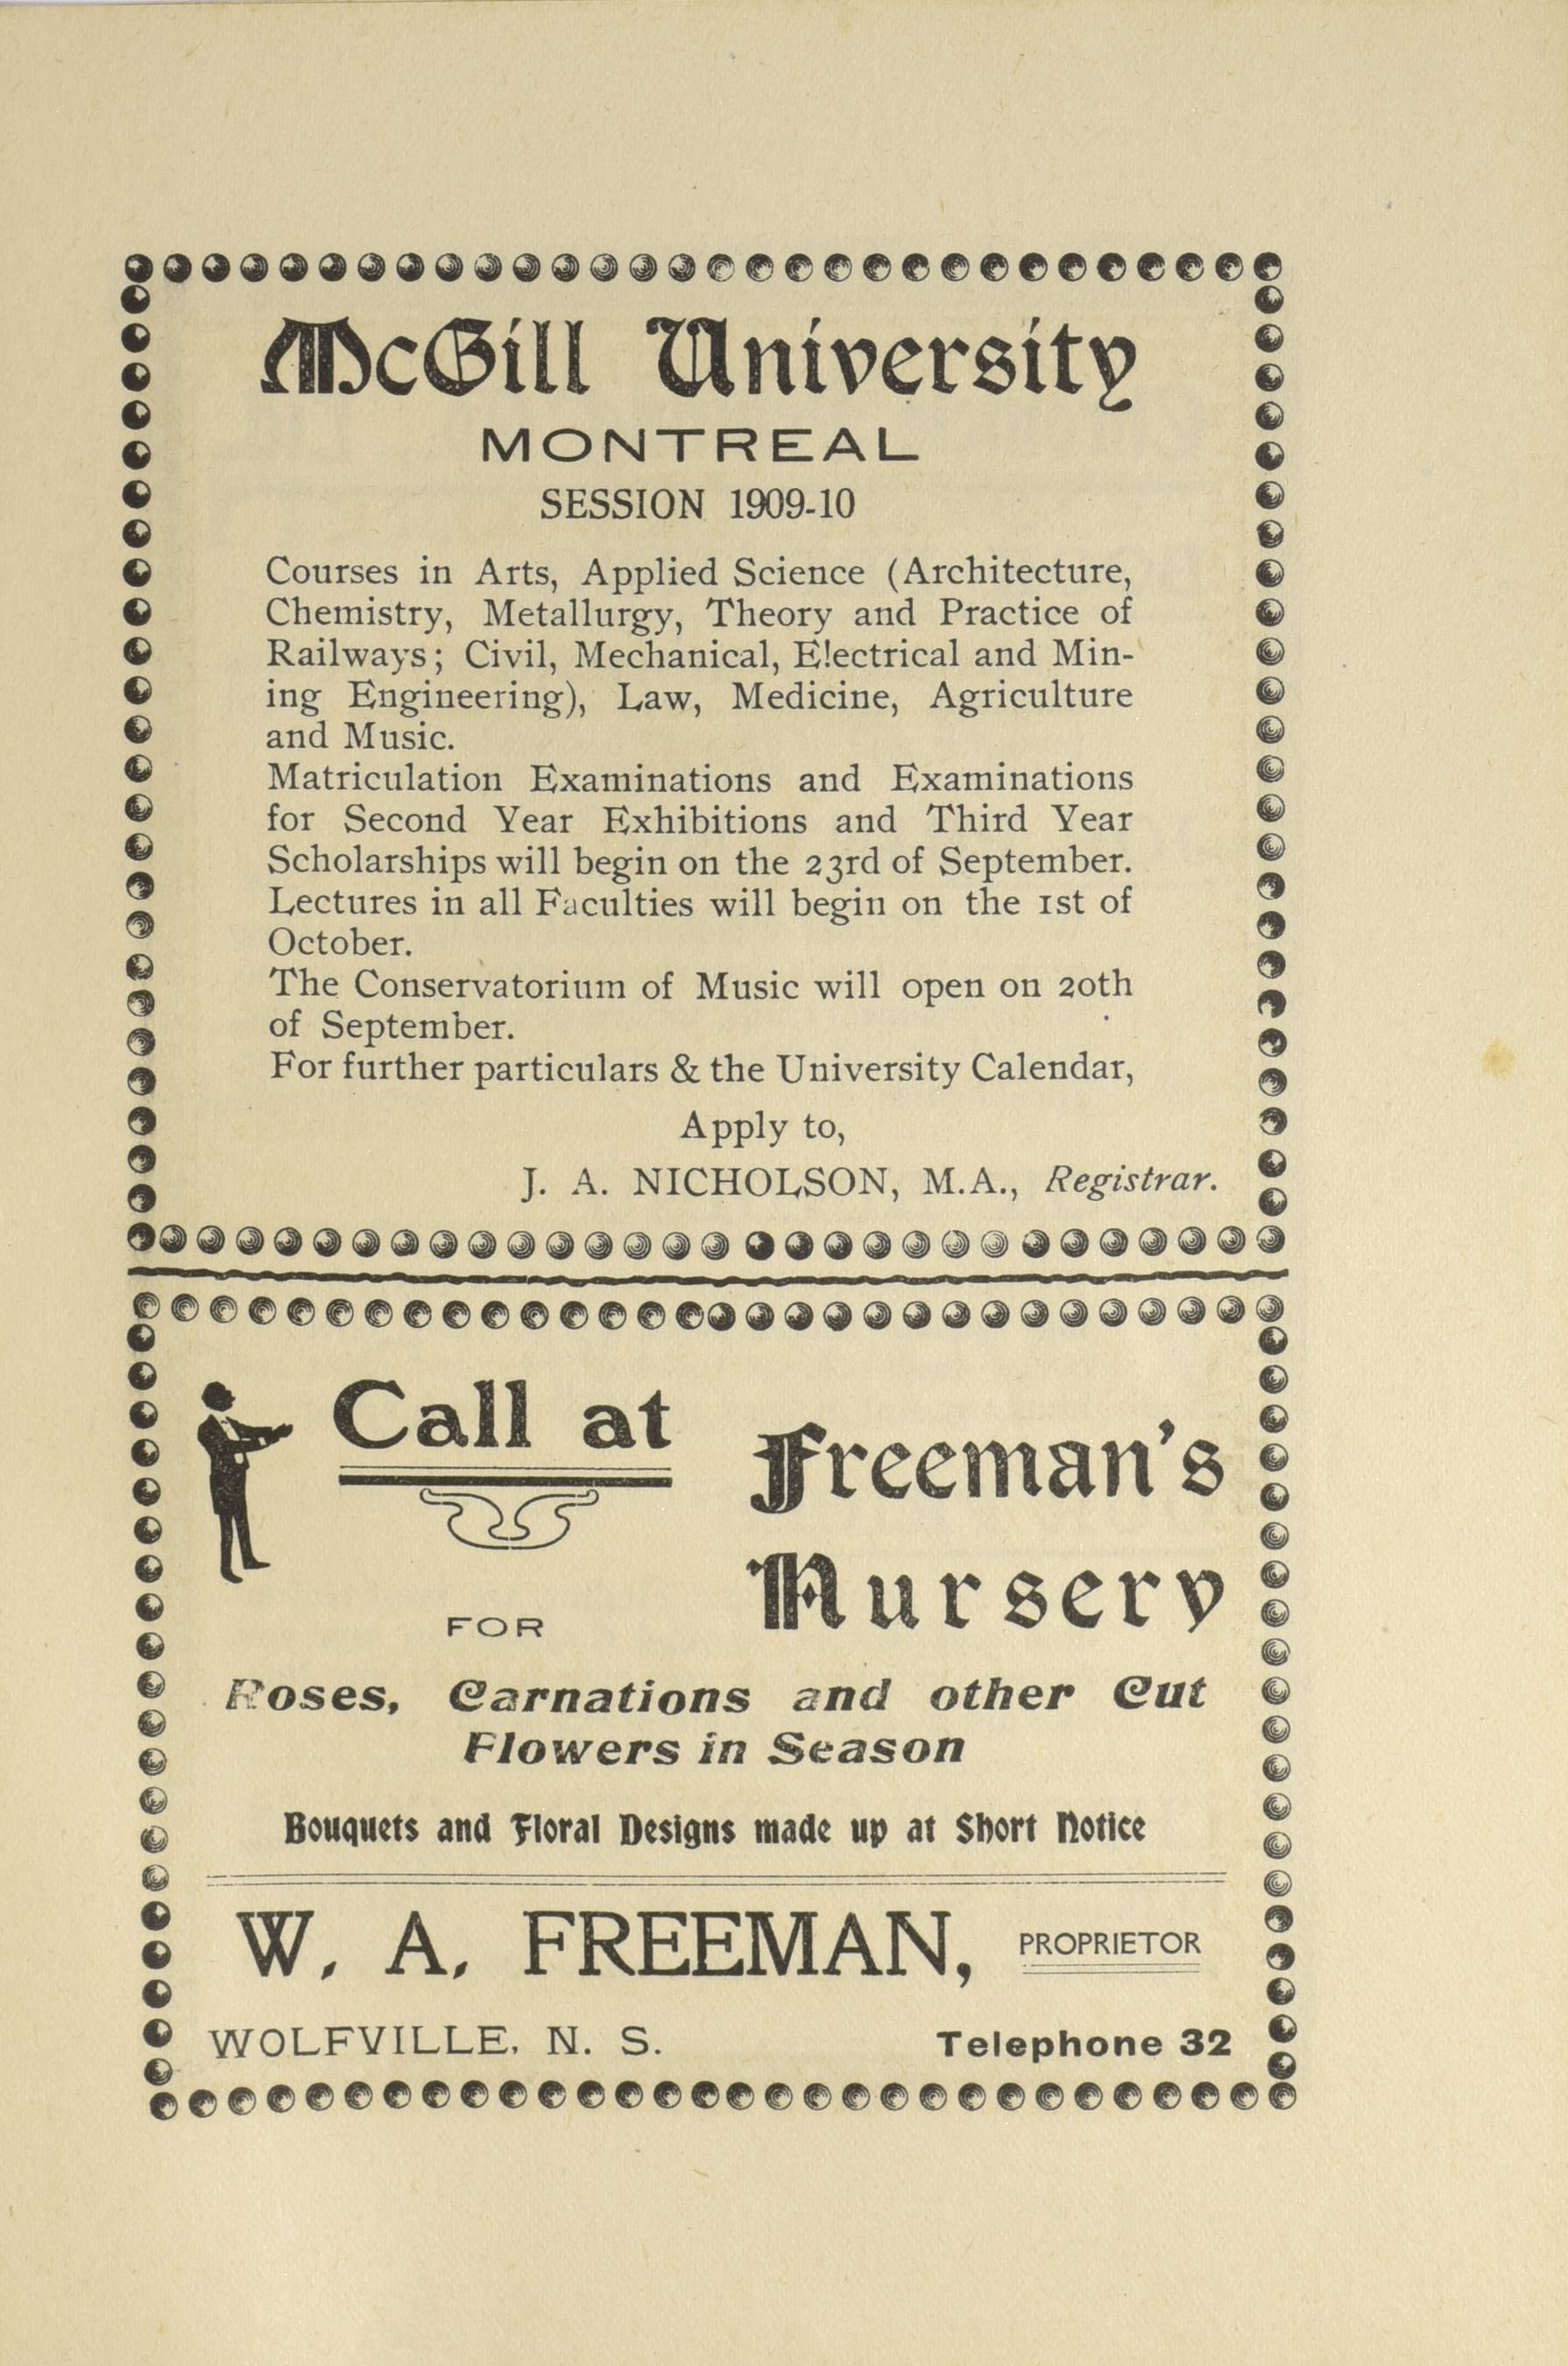 McGill University
MONTREAL
SESSION 1909-10
Courses in Arts, Applied Science (Architecture,
Chemistry, Metallurgy, Theory and Practice of
Railways; Civil, Mechanical, Electrical and Min-
ing Engineering), Law, Medicine, Agriculture
and Music.
Matriculation Examinations and Examinations
for Second Year Exhibitions and Third Year
Scholarships will begin on the 23rd of September.
Lectures in all Faculties will begin on the 1st of
October.
The Conservatorium of Music will open on 20th
of September.
For further particulars & the University Calendar,
Apply to,
J. A. NICHOLSON, M.A., Registrar.
Call at
Freeman's
Nursery
FOR
Roses, Carnations and other Cut
Flowers in Season
Bouquets and Floral Designs made up at Short Notice
W. A. FREEMAN, PROPRIETOR
WOLFVILLE, N. S. Telephone 32